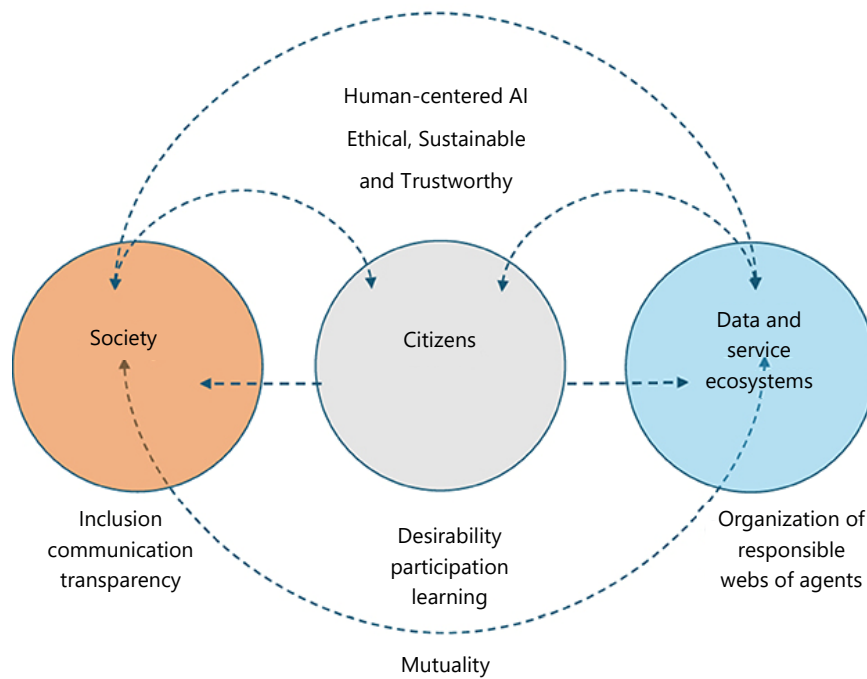 Human-centered AI
Ethical, Sustainable
and Trustworthy
Society
Citizens
Data and
service
ecosystems
Inclusion
communication
transparency
Desirability
participation
learning
Organization of
responsible
webs of agents
Mutuality